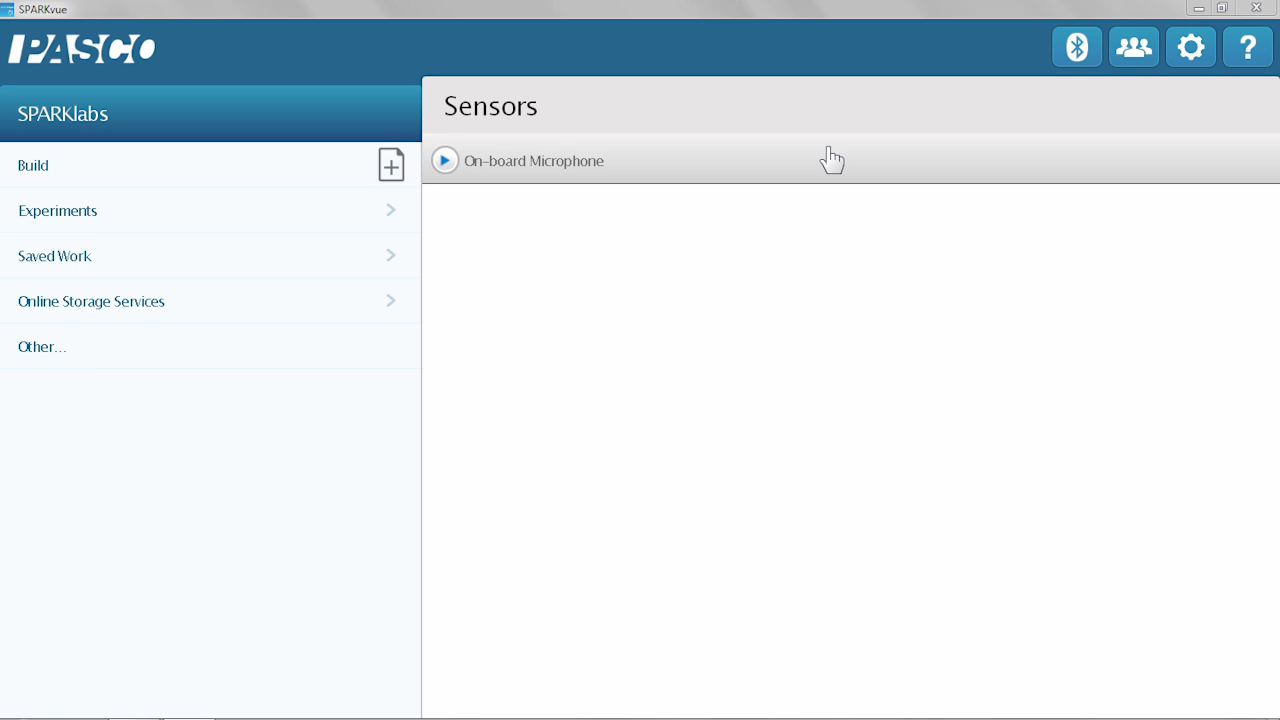 SPARKvue
PASCO
?
SPARKlabs
Sensors
Build
On-board Microphone
Experiments
Saved Work
Online Storage Services
Other...